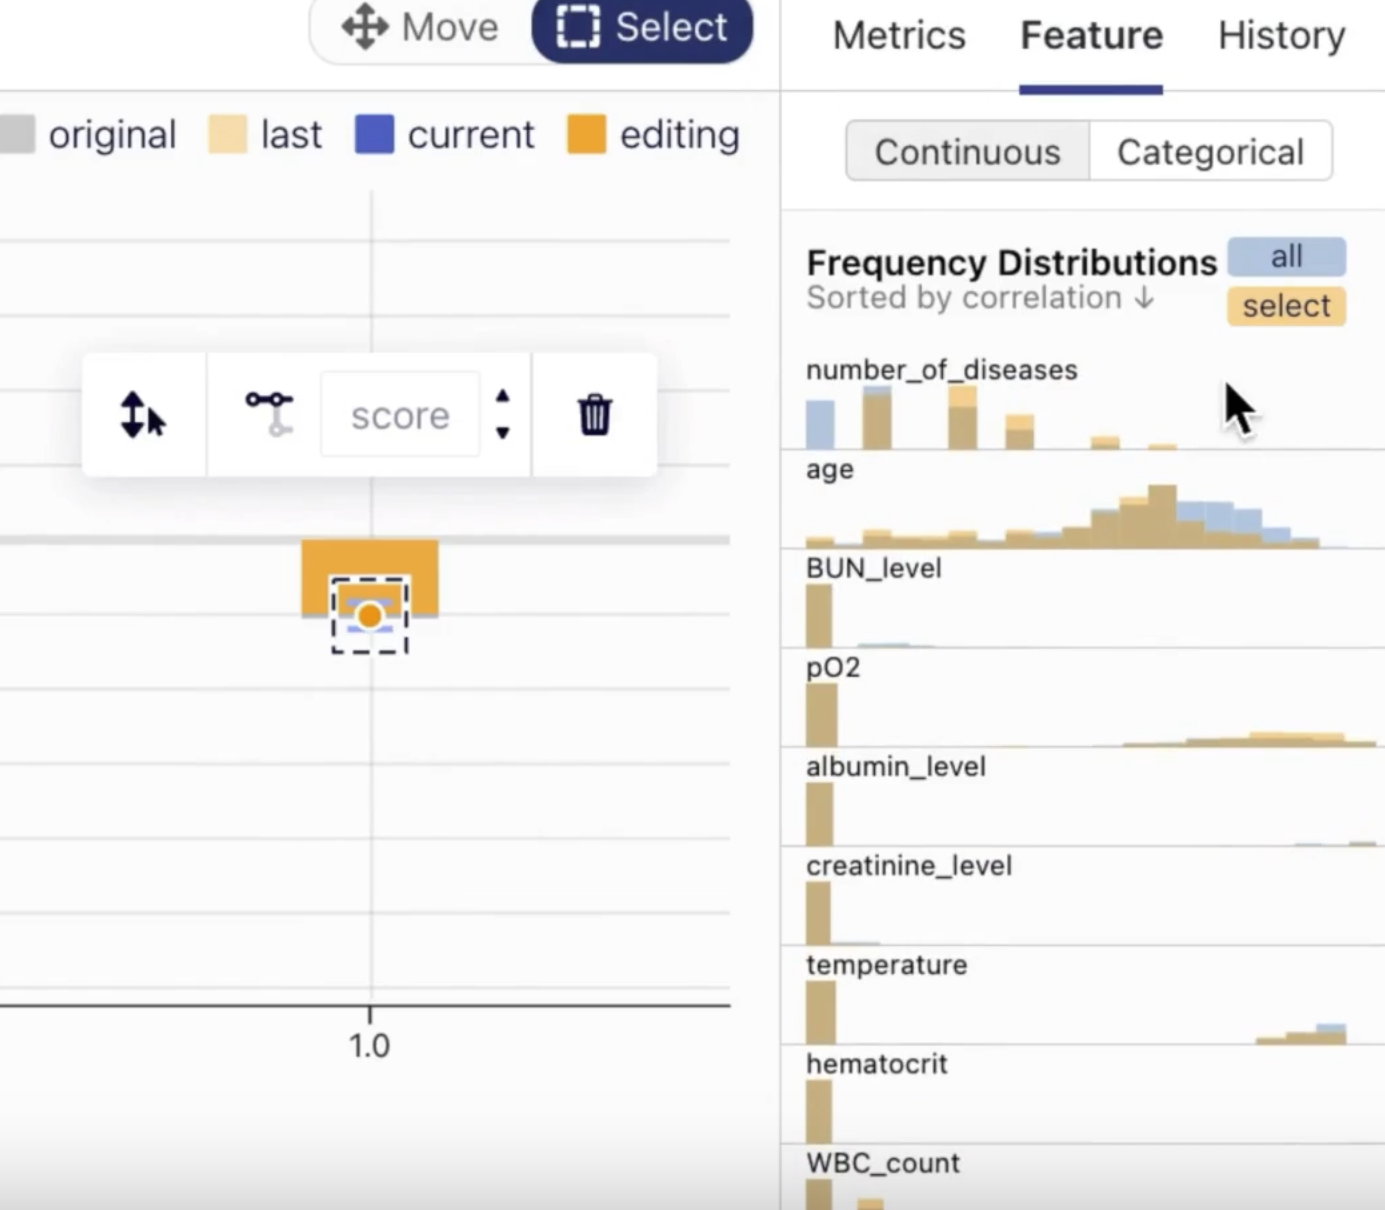 Move Select
Metrics Feature History
original last current editing
Continuous Categorical
Frequency Distributions all
Sorted by correlation ↓ select
number_of_diseases
score
age
BUN_level
pO2
albumin_level
creatinine_level
temperature
1.0
hematocrit
WBC_count